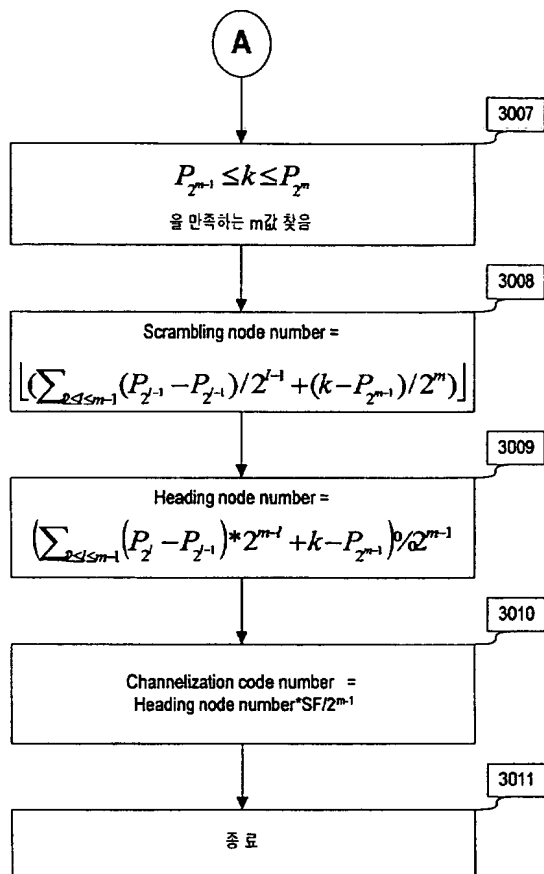 A
3007
P_{2^{m-1}} ≤ k ≤ P_{2^m}
을 만족하는 m값 찾음
3008
Scrambling node number =
⌊(∑_{2≤l≤m-1}(P_{2^{l-1}} − P_{2^{l-1}})/2^{l-1} + (k − P_{2^{m-1}})/2^m)⌋
3009
Heading node number =
(∑_{2≤l≤m-1}(P_{2^l} − P_{2^{l-1}})*2^{m-l} + k − P_{2^{m-1}})%2^{m-1}
3010
Channelization code number =
Heading node number*SF/2^{m-1}
3011
종료